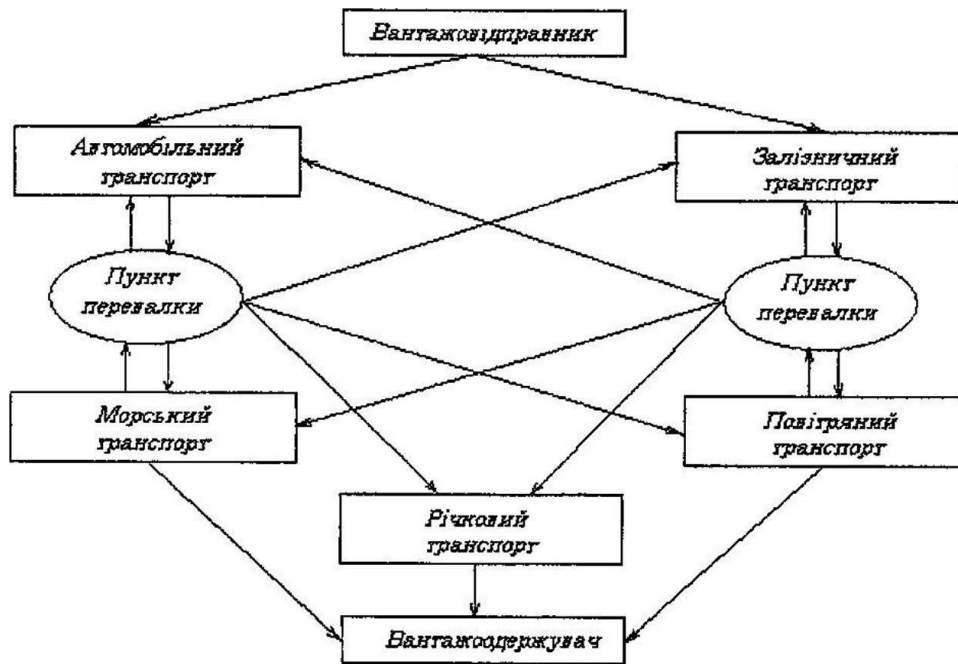 Вантажовідправник
Автомобільний
транспорт
Залізничний
транспорт
Пункт
перевалки
Пункт
перевалки
Морський
транспорт
Повітряний
транспорт
Річковий
транспорт
Вантажоодержувач